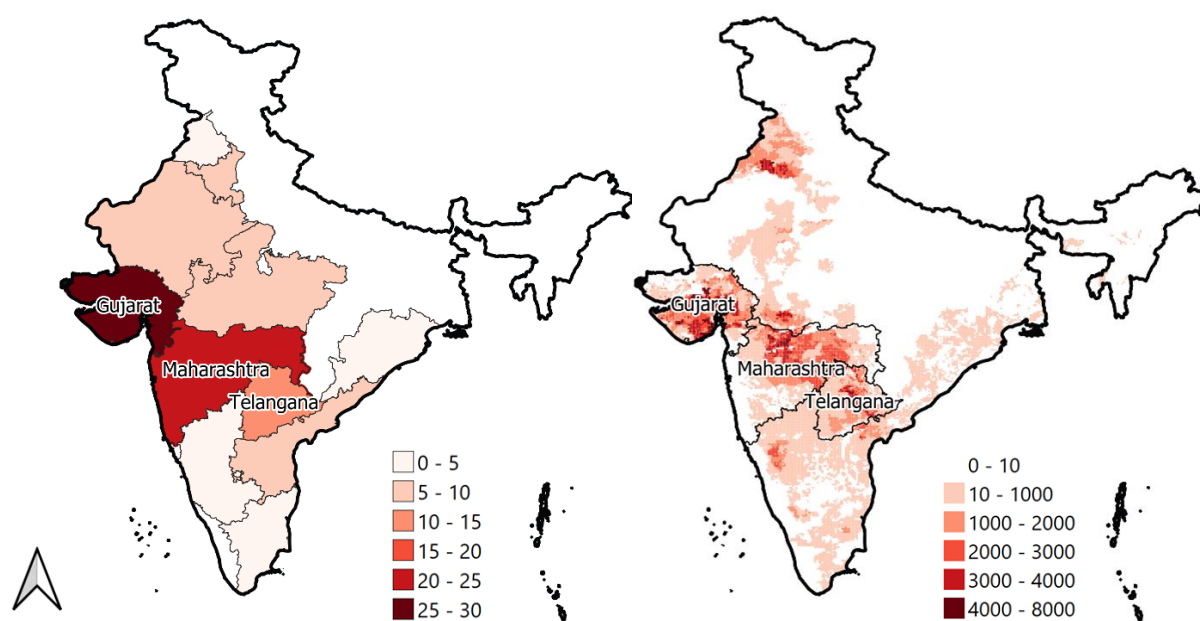 Gujarat
Maharashtra
Telangana
0 - 5
5 - 10
10 - 15
15 - 20
20 - 25
25 - 30
Gujarat
Maharashtra
Telangana
0 - 10
10 - 1000
1000 - 2000
2000 - 3000
3000 - 4000
4000 - 8000